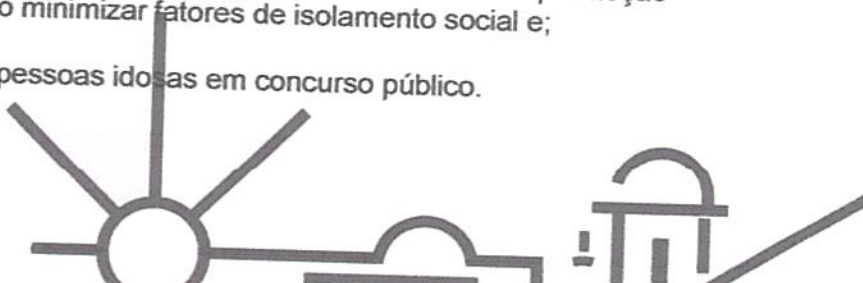 o minimizar fatores de isolamento social e;
pessoas idosas em concurso público.